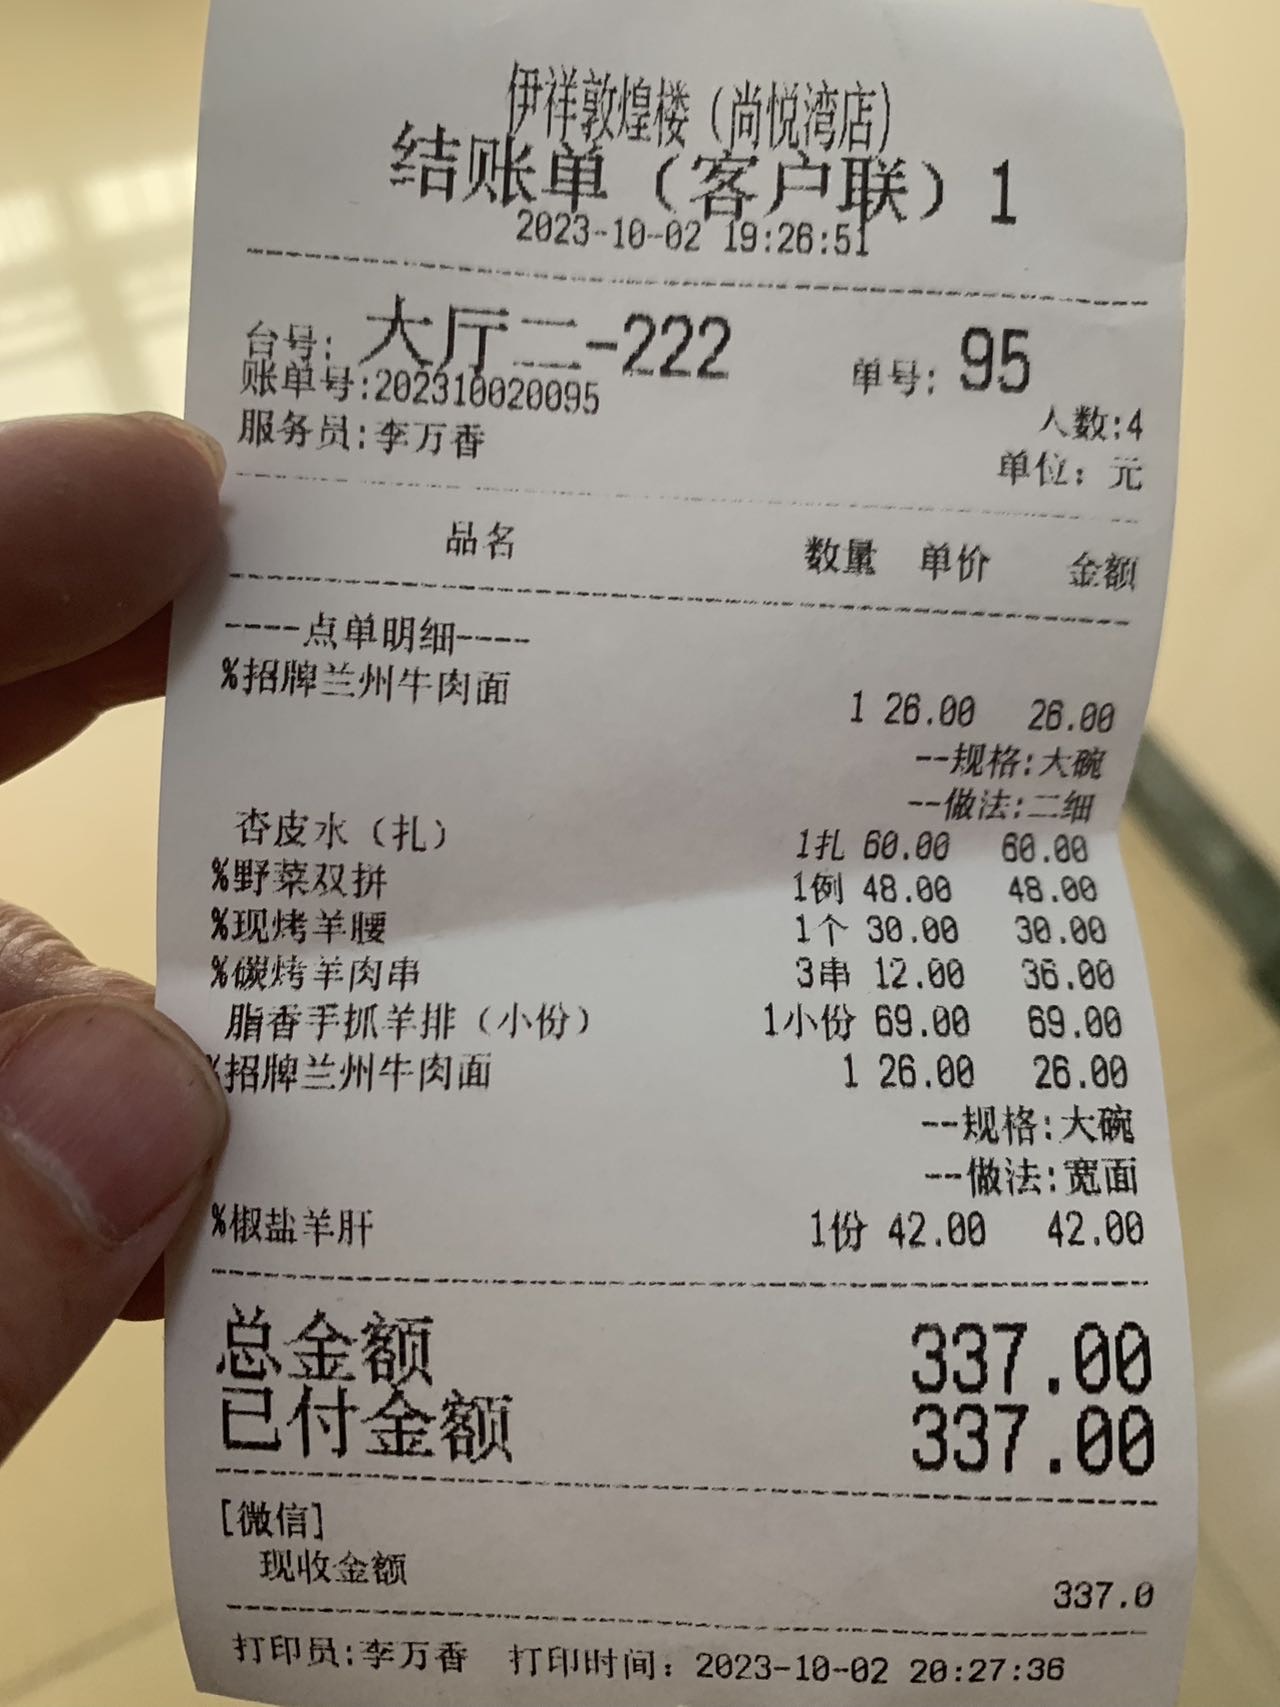 伊祥敦煌楼（尚悦湾店）
结账单（客户联）1
2023-10-02 19:26:51
台号: 大厅二-222 单号: 95
账单号:202310020095
人数:4
服务员:李万香
单位: 元
品名 数量 单价 金额
----点单明细----
%招牌兰州牛肉面
1 26.00 26.00
--规格:大碗
--做法:二细
杏皮水（扎） 1扎 60.00 60.00
%野菜双拼 1例 48.00 48.00
%现烤羊腰 1个 30.00 30.00
%碳烤羊肉串 3串 12.00 36.00
脂香手抓羊排（小份） 1小份 69.00 69.00
%招牌兰州牛肉面 1 26.00 26.00
--规格:大碗
--做法:宽面
%椒盐羊肝 1份 42.00 42.00
总金额 337.00
已付金额 337.00
[微信]
现收金额
337.0
打印员:李万香 打印时间: 2023-10-02 20:27:36